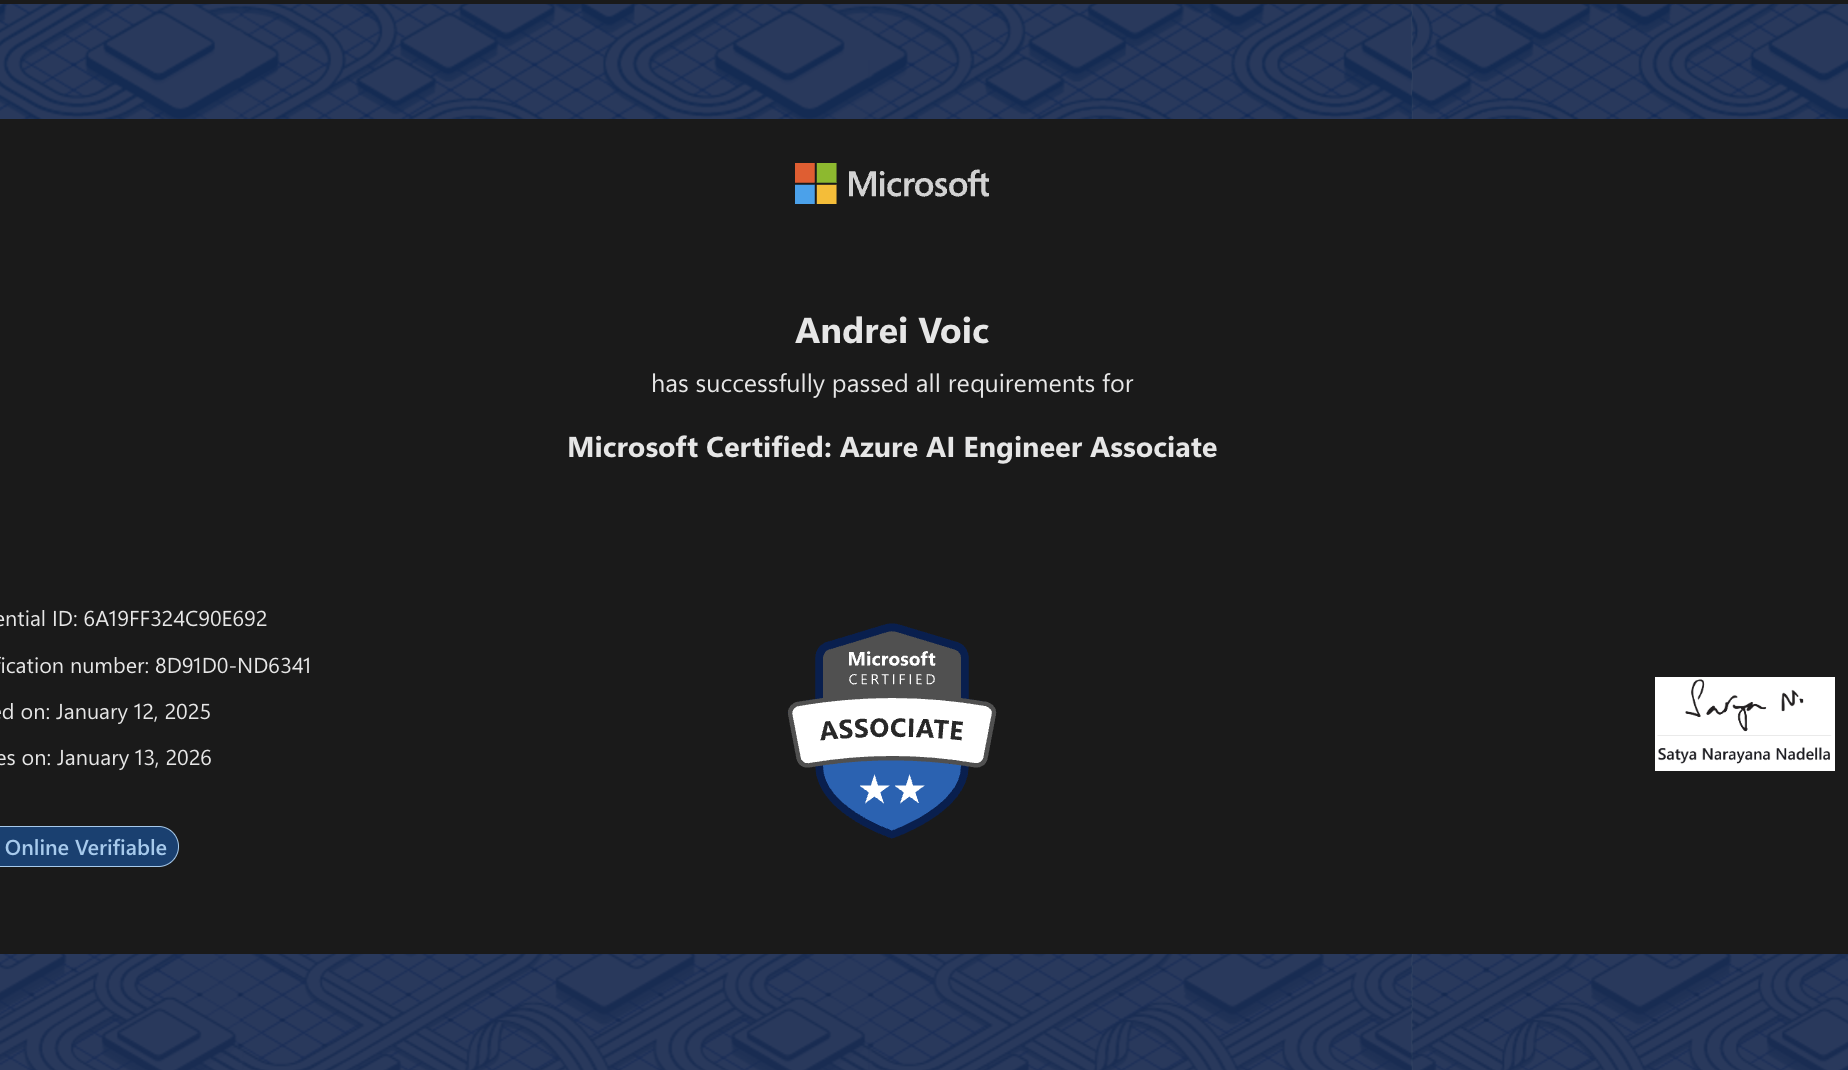 Microsoft
Andrei Voic
has successfully passed all requirements for
Microsoft Certified: Azure AI Engineer Associate
ential ID: 6A19FF324C90E692
fication number: 8D91D0-ND6341
ed on: January 12, 2025
es on: January 13, 2026
Online Verifiable
Microsoft
CERTIFIED
ASSOCIATE
Satya N.
Satya Narayana Nadella